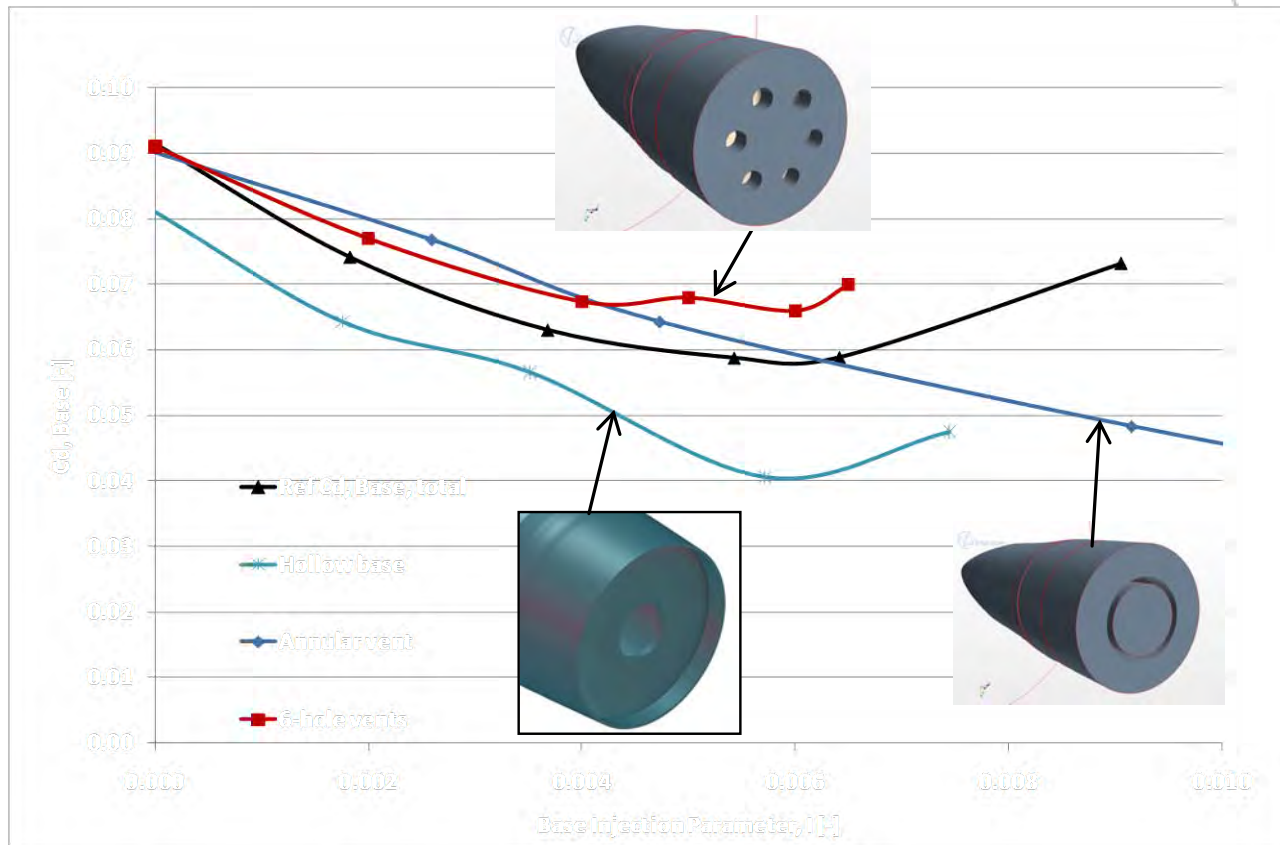 0.10
0.09
0.08
0.07
0.06
0.05
0.04
0.03
0.02
0.01
0.00
Cd, Base [-]
Ref Cd, Base, total
Hollow base
Annular vent
6-hole vents
0.000 0.002 0.004 0.006 0.008 0.010
Base Injection Parameter, I [-]